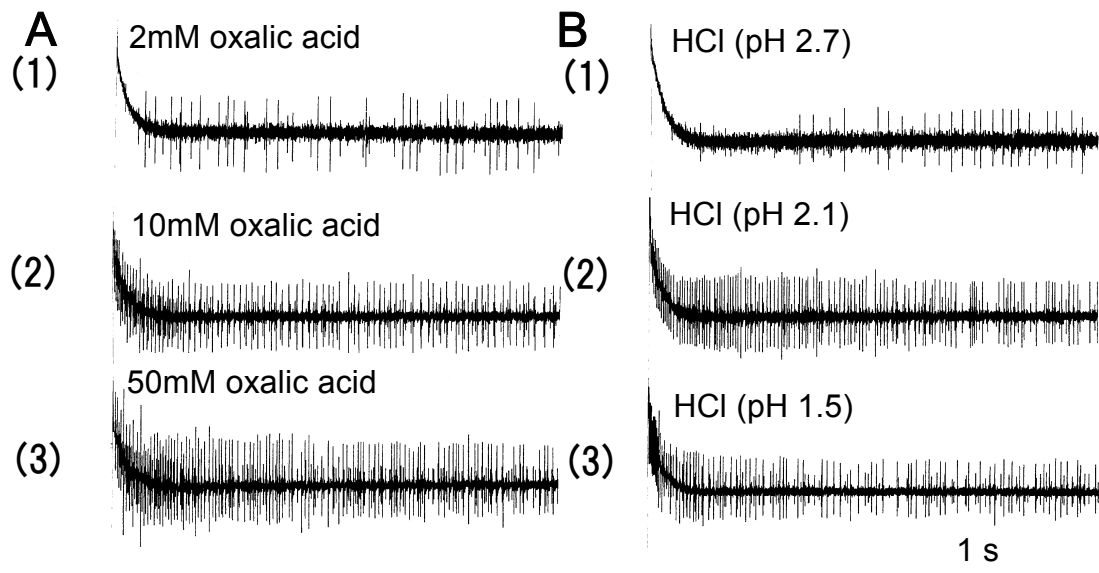 A
2mM oxalic acid
(1)
10mM oxalic acid
(2)
50mM oxalic acid
(3)
B
HCl (pH 2.7)
(1)
HCl (pH 2.1)
(2)
HCl (pH 1.5)
(3)
1 s